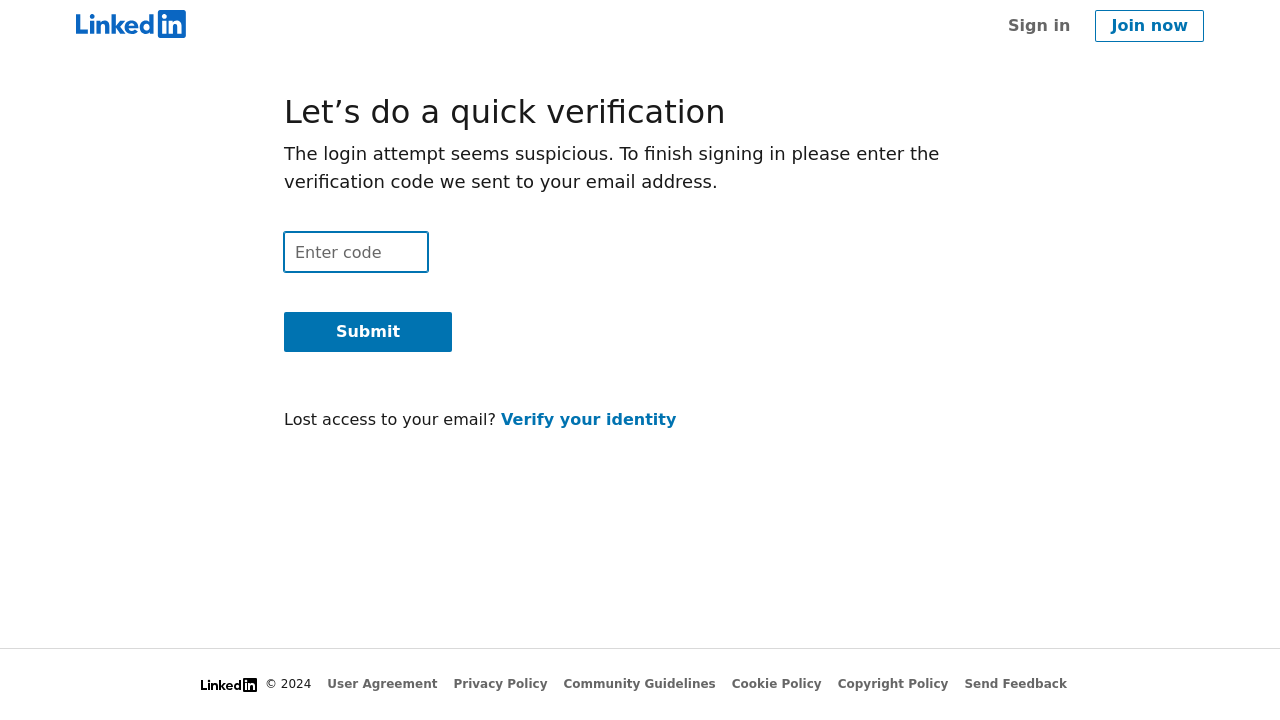 LinkedIn
Sign in
Join now
Let’s do a quick verification
The login attempt seems suspicious. To finish signing in please enter the
verification code we sent to your email address.
Enter code
Submit
Lost access to your email? Verify your identity
LinkedIn © 2024 User Agreement Privacy Policy Community Guidelines Cookie Policy Copyright Policy Send Feedback